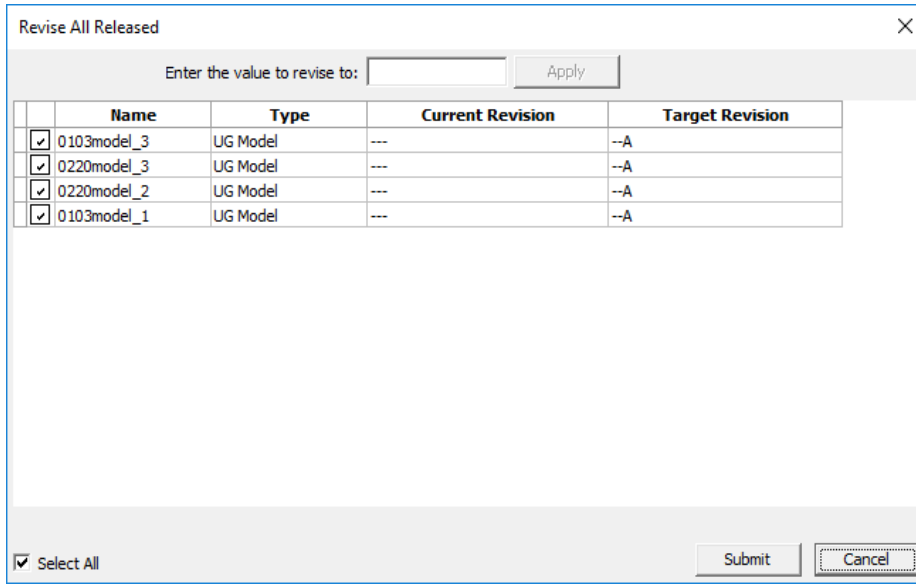 Revise All Released
Enter the value to revise to: Apply
Name Type Current Revision Target Revision
0103model_3 UG Model --- --A
0220model_3 UG Model --- --A
0220model_2 UG Model --- --A
0103model_1 UG Model --- --A
Select All Submit Cancel